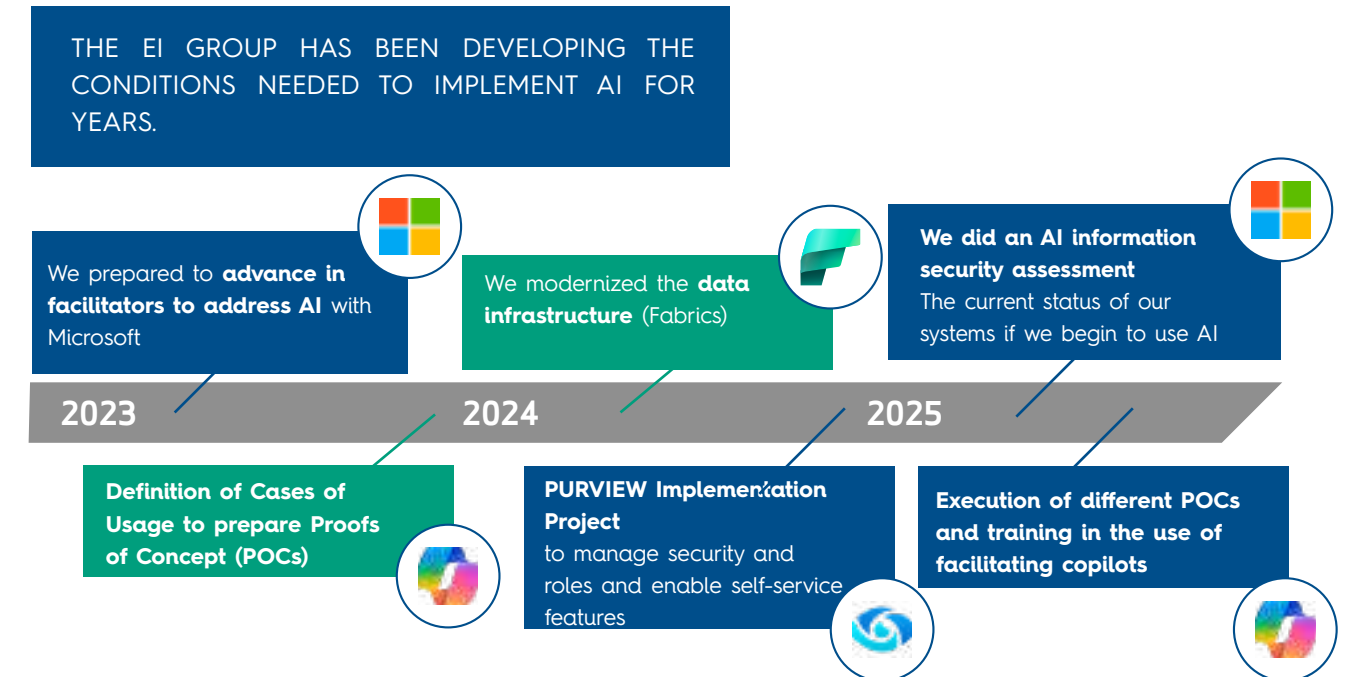 THE EI GROUP HAS BEEN DEVELOPING THE
CONDITIONS NEEDED TO IMPLEMENT AI FOR
YEARS.
We prepared to advance in
facilitators to address AI with
Microsoft
We modernized the data
infrastructure (Fabrics)
We did an AI information
security assessment
The current status of our
systems if we begin to use AI
2023
2024
2025
Definition of Cases of
Usage to prepare Proofs
of Concept (POCs)
PURVIEW Implementation
Project
to manage security and
roles and enable self-service
features
Execution of different POCs
and training in the use of
facilitating copilots